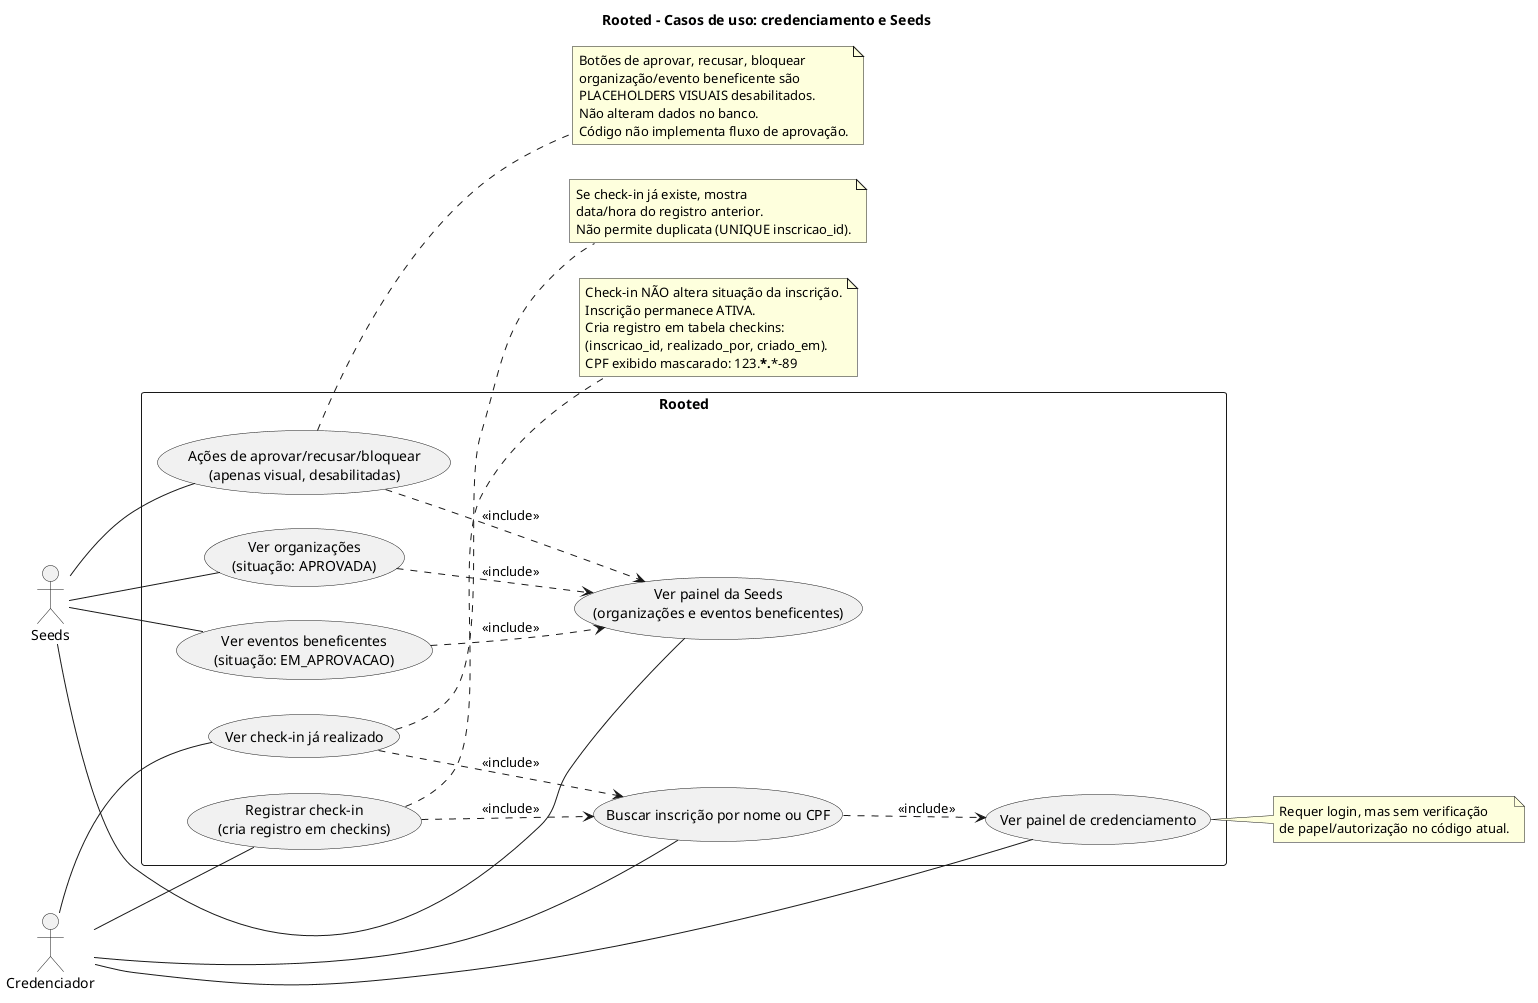 Rooted - Casos de uso: credenciamento e Seeds
Botões de aprovar, recusar, bloquear
organização/evento beneficente são
PLACEHOLDERS VISUAIS desabilitados.
Não alteram dados no banco.
Código não implementa fluxo de aprovação.
Se check-in já existe, mostra
data/hora do registro anterior.
Não permite duplicata (UNIQUE inscricao_id).
Check-in NÃO altera situação da inscrição.
Inscrição permanece ATIVA.
Cria registro em tabela checkins:
(inscricao_id, realizado_por, criado_em).
CPF exibido mascarado: 123.*.*-89
Rooted
Ações de aprovar/recusar/bloquear
(apenas visual, desabilitadas)
«include»
Ver organizações
(situação: APROVADA)
«include»
Ver painel da Seeds
(organizações e eventos beneficentes)
Seeds
Ver eventos beneficentes
(situação: EM_APROVACAO)
«include»
Ver check-in já realizado
«include»
Registrar check-in
(cria registro em checkins)
«include»
Buscar inscrição por nome ou CPF
«include»
Ver painel de credenciamento
Requer login, mas sem verificação
de papel/autorização no código atual.
Credenciador